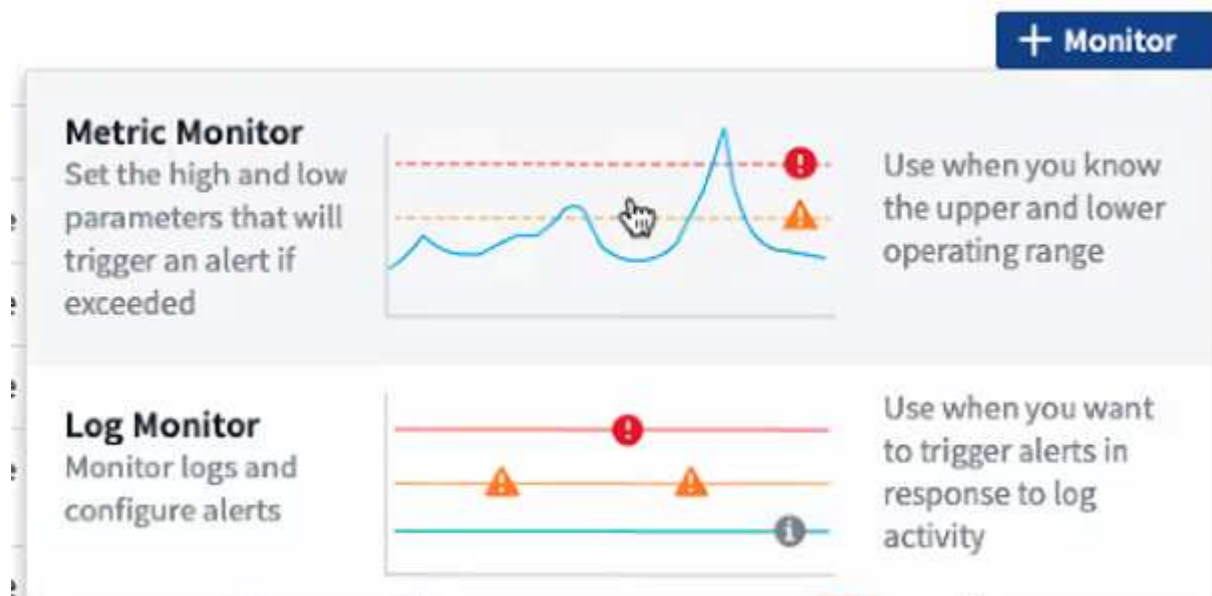 + Monitor
Metric Monitor
Set the high and low
parameters that will
trigger an alert if
exceeded
Use when you know
the upper and lower
operating range
Log Monitor
Monitor logs and
configure alerts
Use when you want
to trigger alerts in
response to log
activity